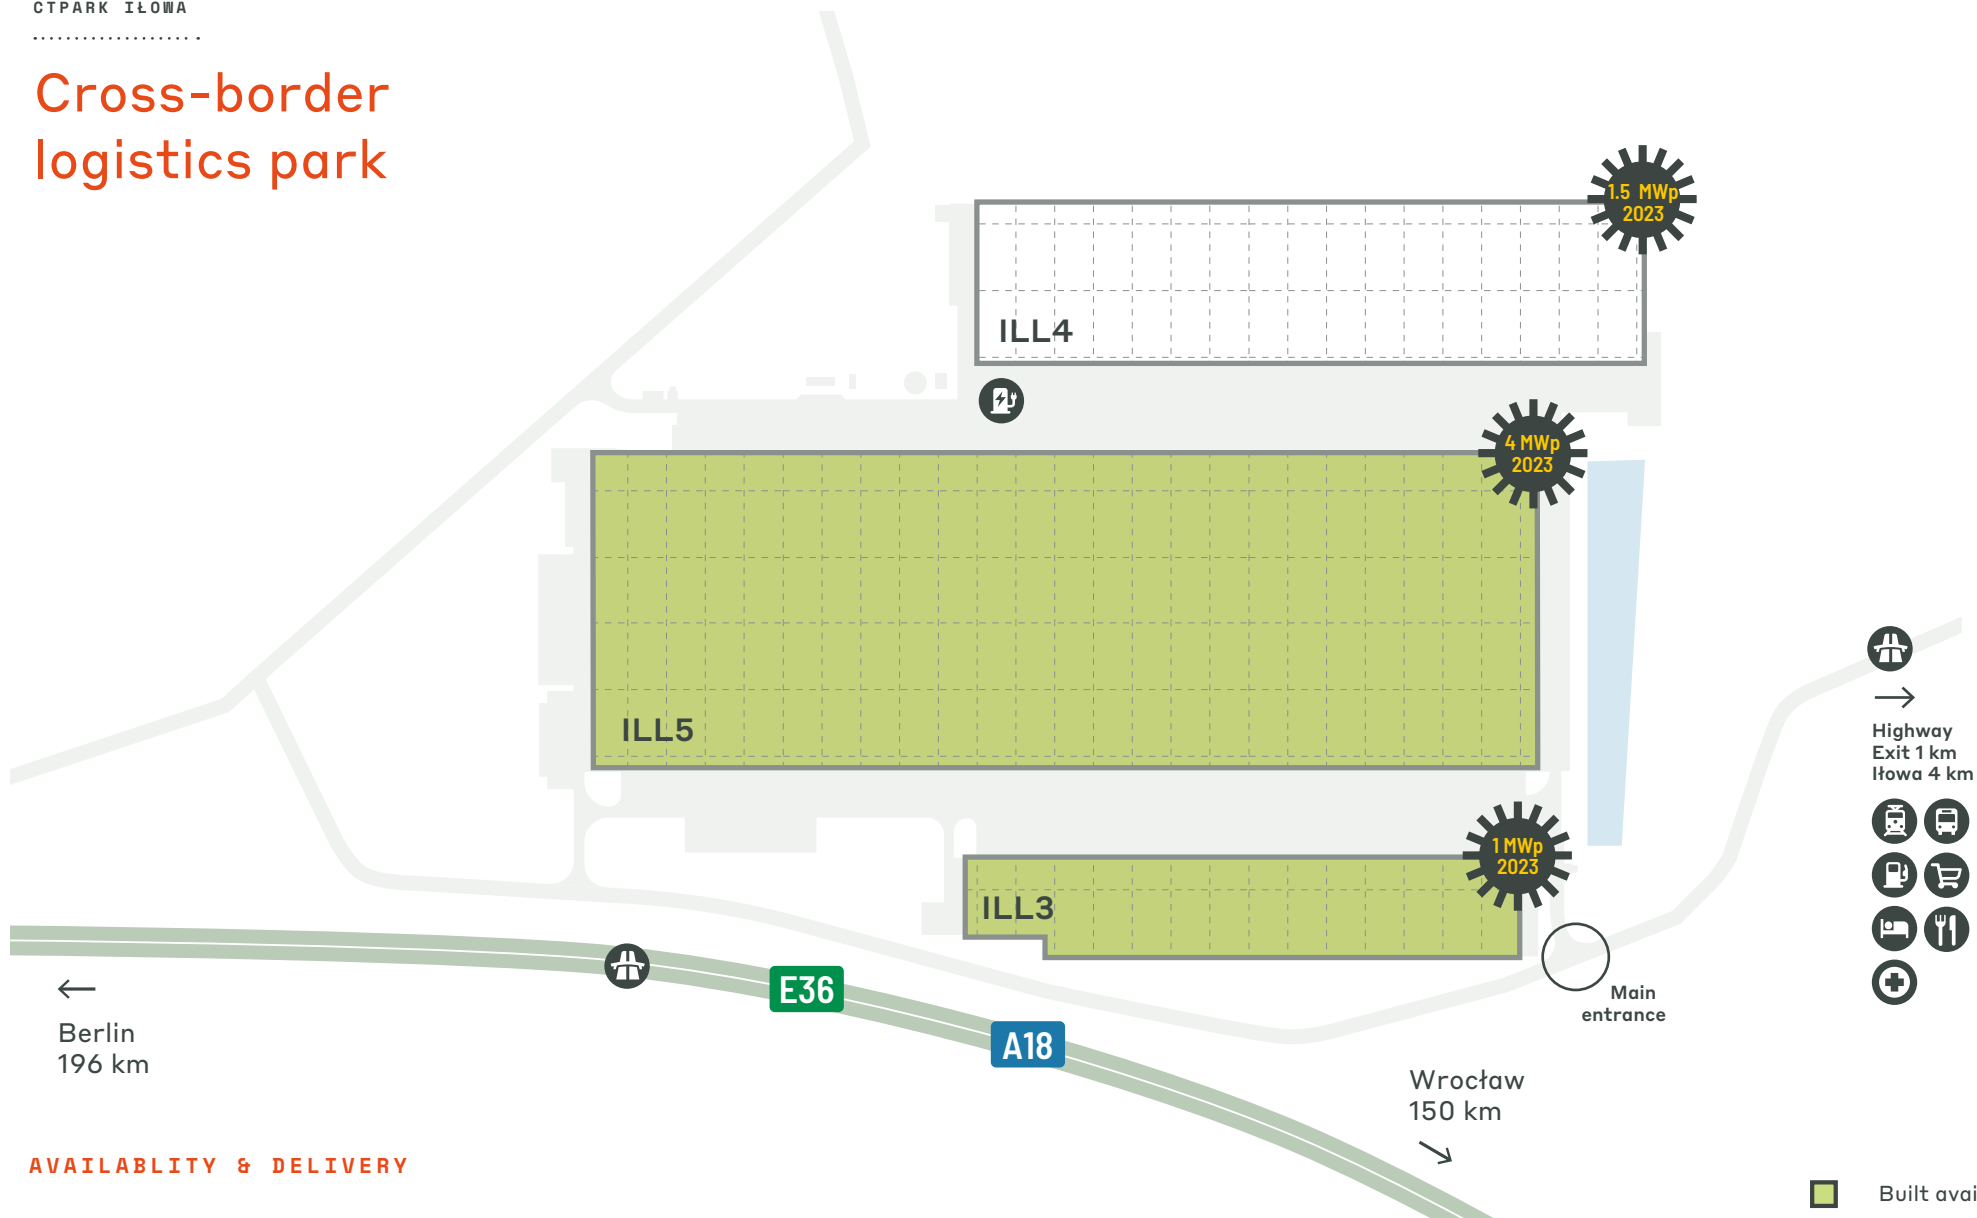 CTPARK IŁOWA
Cross-border
logistics park
1.5 MWp
2023
ILL4
4 MWp
2023
ILL5
Highway
Exit 1 km
Iłowa 4 km
1 MWp
2023
ILL3
E36
Main
entrance
Berlin
196 km
A18
Wrocław
150 km
AVAILABLITY & DELIVERY
Built avai